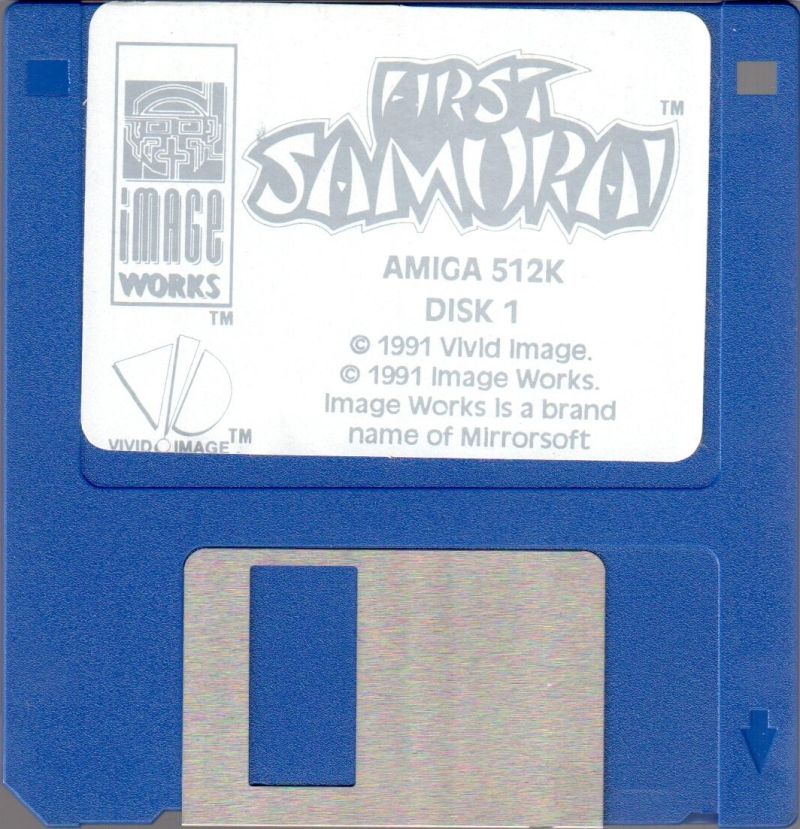 FIRST
SAMURAI
TM
iMAGE
WORKS
TM
AMIGA 512K
DISK 1
© 1991 Vivid Image.
© 1991 Image Works.
Image Works is a brand
name of Mirrorsoft
VIVID IMAGE TM